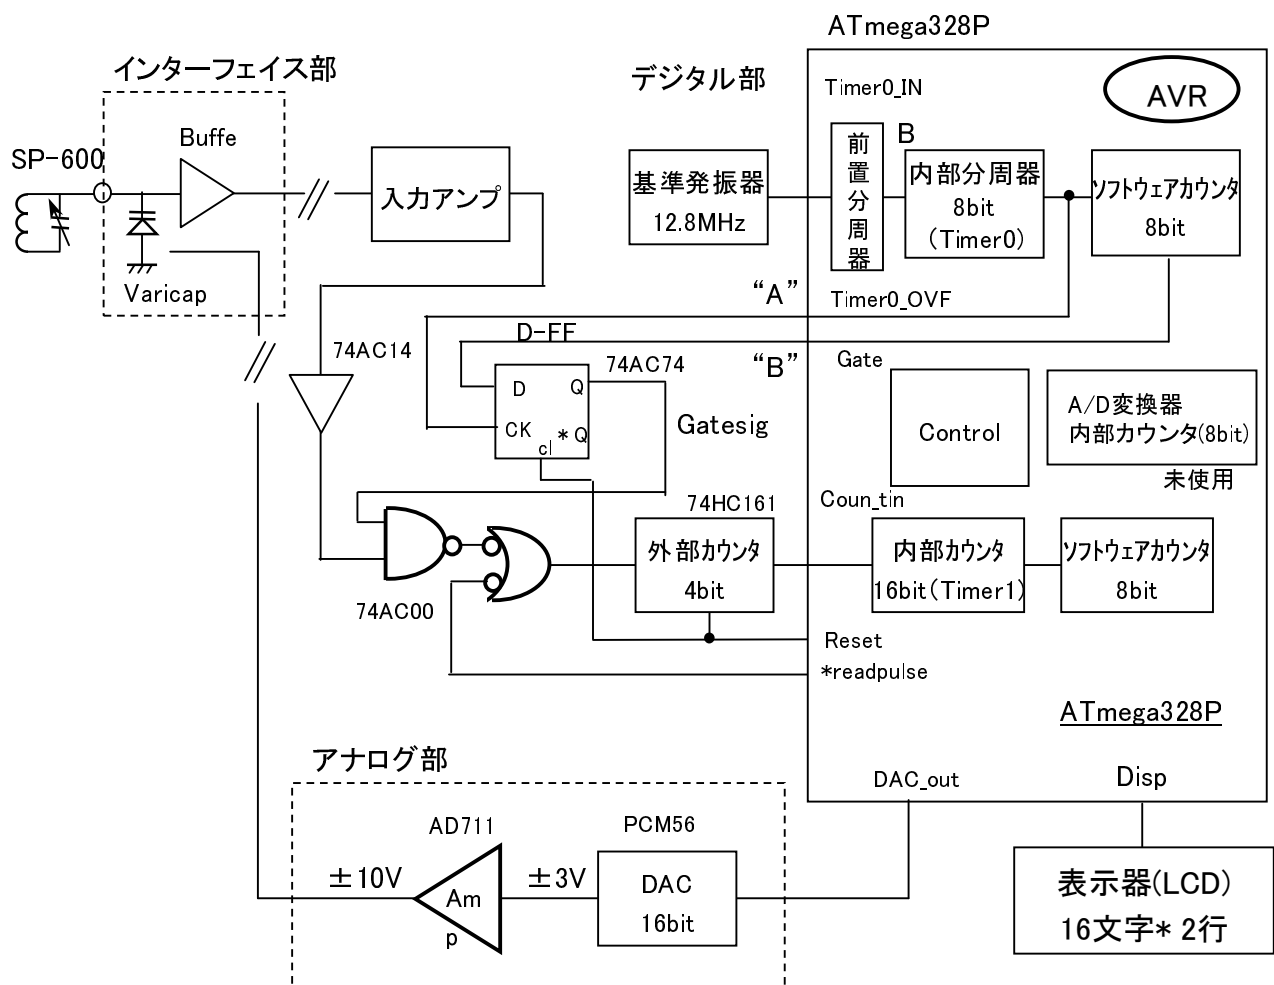 ATmega328P
インターフェイス部
デジタル部
Timer0_IN
AVR
SP-600
Buffe
入力アンプ
基準発振器
12.8MHz
前置分周器
B
内部分周器
8bit
(Timer0)
ソフトウェアカウンタ
8bit
Varicap
“A”
Timer0_OVF
74AC14
D-FF
74AC74
“B”
Gate
D
Q
CK
*Q
cl
Gatesig
Control
A/D変換器
内部カウンタ(8bit)
未使用
74HC161
Coun_tin
外部カウンタ
4bit
内部カウンタ
16bit(Timer1)
ソフトウェアカウンタ
8bit
74AC00
Reset
*readpulse
ATmega328P
アナログ部
DAC_out
Disp
AD711
PCM56
±10V
Am
p
±3V
DAC
16bit
表示器(LCD)
16文字* 2行